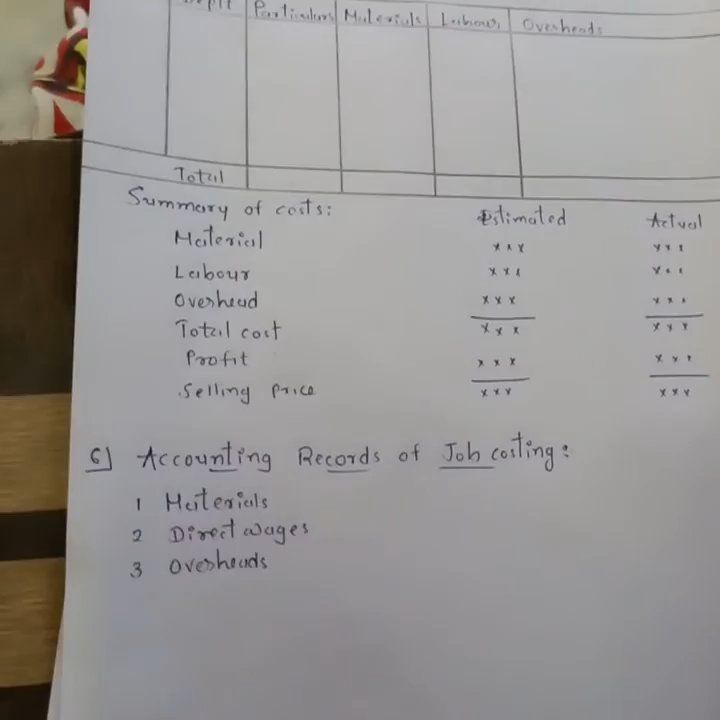 Particulars Materials Labour Overheads
Total
Summary of costs: Estimated Actual
Material xxx xxx
Labour xxx xxx
Overhead xxx xxx
Total cost xxx xxx
Profit xxx xxx
Selling price xxx xxx
6] Accounting Records of Job costing:
1 Materials
2 Direct wages
3 Overheads